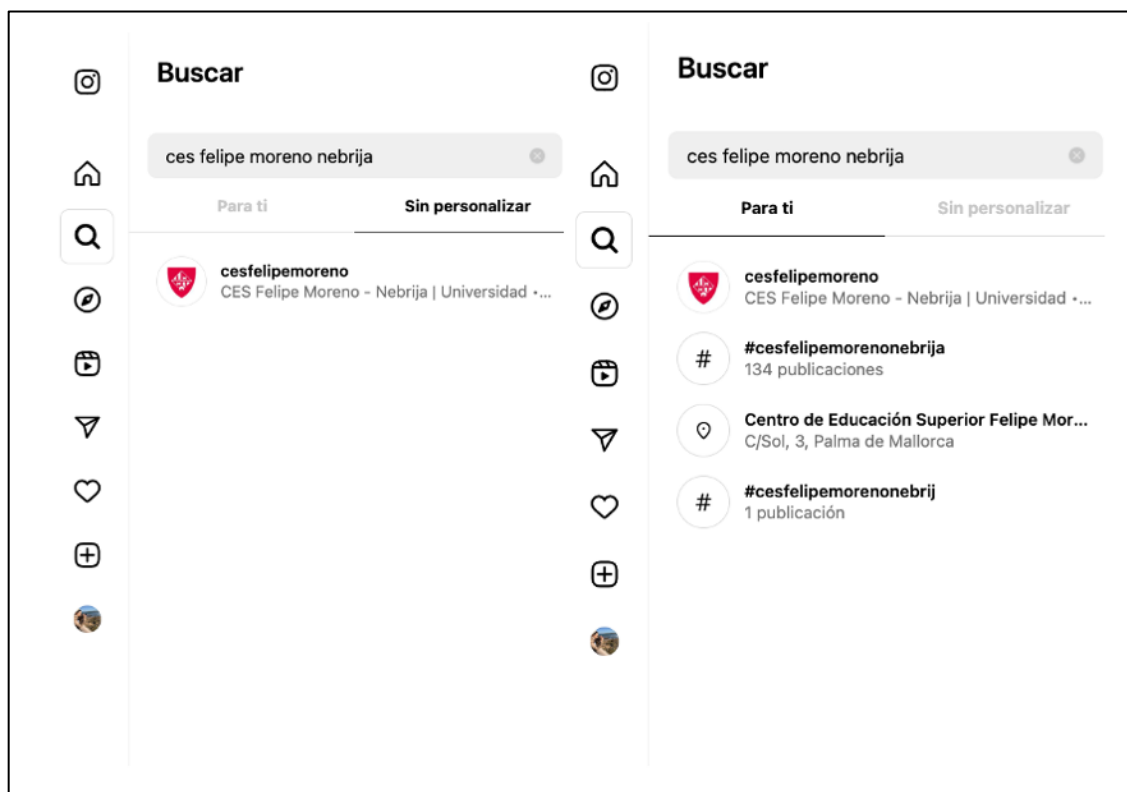 Buscar
ces felipe moreno nebrija
Para ti
Sin personalizar
cesfelipemoreno
CES Felipe Moreno - Nebrija | Universidad •...
Buscar
ces felipe moreno nebrija
Para ti
Sin personalizar
cesfelipemoreno
CES Felipe Moreno - Nebrija | Universidad •...
#
#cesfelipemorenonebrija
134 publicaciones
Centro de Educación Superior Felipe Mor...
C/Sol, 3, Palma de Mallorca
#
#cesfelipemorenonebrij
1 publicación